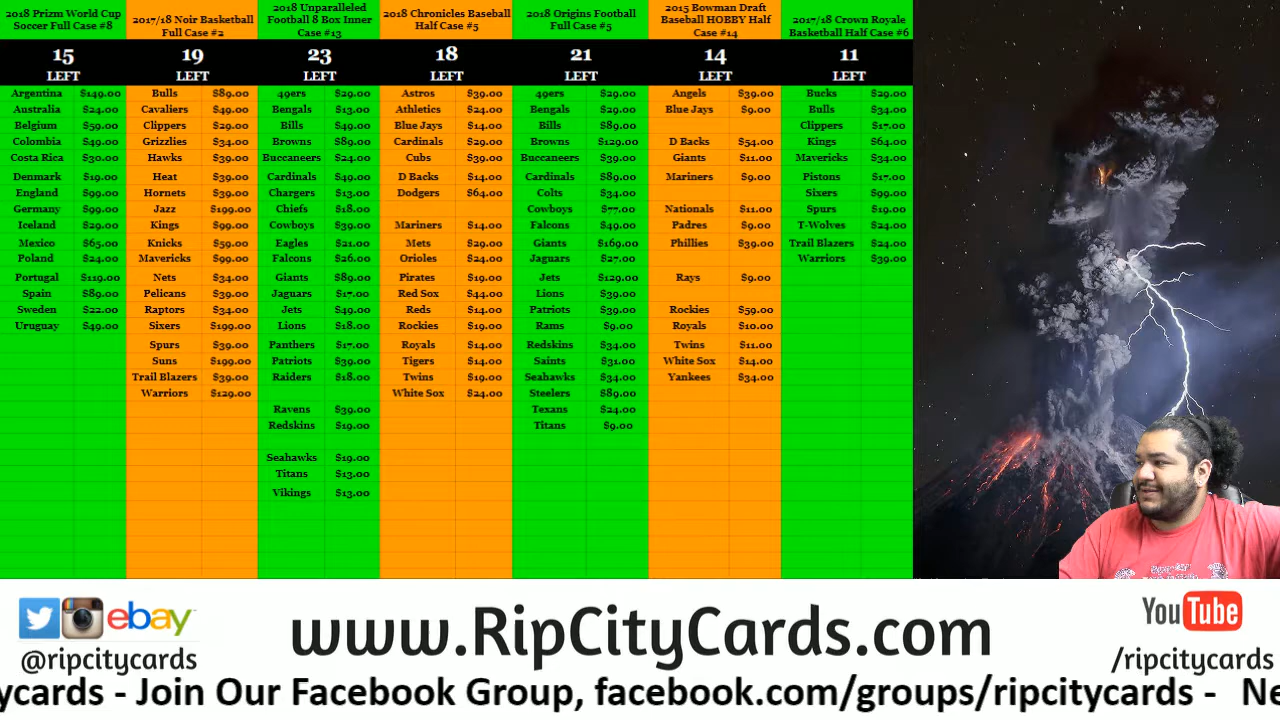 2018 Prizm World Cup
Soccer Full Case #8
15
LEFT
Argentina $149.00
Australia $24.00
Belgium $59.00
Colombia $49.00
Costa Rica $30.00
Denmark $19.00
England $99.00
Germany $99.00
Iceland $29.00
Mexico $65.00
Poland $24.00
Portugal $119.00
Spain $89.00
Sweden $22.00
Uruguay $49.00
2017/18 Noir Basketball
Full Case #2
19
LEFT
Bulls $89.00
Cavaliers $49.00
Clippers $29.00
Grizzlies $34.00
Hawks $39.00
Heat $39.00
Hornets $39.00
Jazz $199.00
Kings $99.00
Knicks $59.00
Mavericks $99.00
Nets $34.00
Pelicans $39.00
Raptors $34.00
Sixers $199.00
Spurs $39.00
Suns $199.00
Trail Blazers $39.00
Warriors $129.00
2018 Unparalleled
Football 8 Box Inner
Case #13
23
LEFT
49ers $29.00
Bengals $13.00
Bills $49.00
Browns $89.00
Buccaneers $24.00
Cardinals $49.00
Chargers $13.00
Chiefs $18.00
Cowboys $39.00
Eagles $21.00
Falcons $26.00
Giants $89.00
Jaguars $17.00
Jets $49.00
Lions $18.00
Panthers $17.00
Patriots $39.00
Raiders $18.00
Ravens $39.00
Redskins $19.00
Seahawks $19.00
Titans $13.00
Vikings $13.00
2018 Chronicles Baseball
Half Case #5
18
LEFT
Astros $39.00
Athletics $24.00
Blue Jays $14.00
Cardinals $29.00
Cubs $39.00
D Backs $14.00
Dodgers $64.00
Mariners $14.00
Mets $29.00
Orioles $24.00
Pirates $19.00
Red Sox $44.00
Reds $14.00
Rockies $19.00
Royals $14.00
Tigers $14.00
Twins $19.00
White Sox $24.00
2018 Origins Football
Full Case #5
21
LEFT
49ers $29.00
Bengals $29.00
Bills $89.00
Browns $129.00
Buccaneers $39.00
Cardinals $89.00
Colts $34.00
Cowboys $77.00
Falcons $49.00
Giants $169.00
Jaguars $27.00
Jets $129.00
Lions $39.00
Patriots $39.00
Rams $9.00
Redskins $34.00
Saints $31.00
Seahawks $34.00
Steelers $89.00
Texans $24.00
Titans $9.00
2015 Bowman Draft
Baseball HOBBY Half
Case #14
14
LEFT
Angels $39.00
Blue Jays $9.00
D Backs $54.00
Giants $11.00
Mariners $9.00
Nationals $11.00
Padres $9.00
Phillies $39.00
Rays $9.00
Rockies $59.00
Royals $10.00
Twins $11.00
White Sox $14.00
Yankees $34.00
2017/18 Crown Royale
Basketball Half Case #6
11
LEFT
Bucks $29.00
Bulls $34.00
Clippers $17.00
Kings $64.00
Mavericks $34.00
Pistons $17.00
Sixers $99.00
Spurs $19.00
T-Wolves $24.00
Trail Blazers $24.00
Warriors $39.00
ebay
@ripcitycards
www.RipCityCards.com
YouTube
/ripcitycards
ycards - Join Our Facebook Group, facebook.com/groups/ripcitycards - Ne